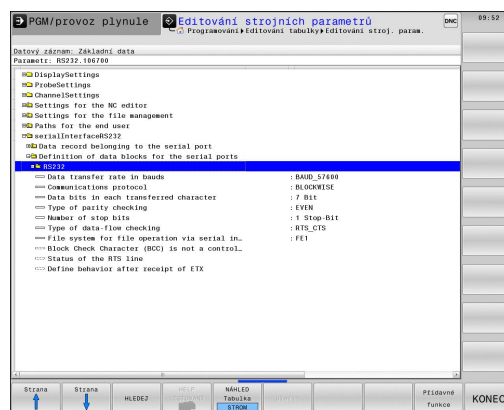 PGM/provoz plynule
Editování strojních parametrů
Programování Editování tabulky Editování stroj. param.
DNC
09:52
Datový záznam: Základní data
Parametr: RS232.106700
DisplaySettings
ProbeSettings
ChannelSettings
Settings for the NC editor
Settings for the file management
Paths for the end user
serialInterfaceRS232
Data record belonging to the serial port
Definition of data blocks for the serial ports
RS232
Data transfer rate in bauds : BAUD_57600
Communications protocol : BLOCKWISE
Data bits in each transferred character : 7 Bit
Type of parity checking : EVEN
Number of stop bits : 1 Stop-Bit
Type of data-flow checking : RTS_CTS
File system for file operation via serial in… : FE1
Block Check Character (BCC) is not a control…
Status of the RTS line
Define behavior after receipt of ETX
Strana
Strana
HLEDEJ
HELP
NÁHLED
Tabulka
STROM
Přídavné
funkce
KONEC